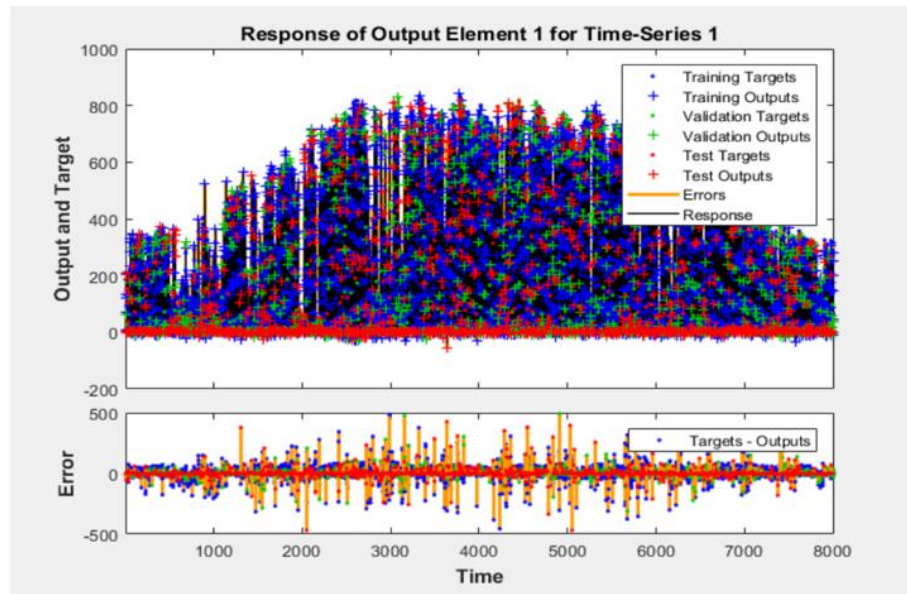 Response of Output Element 1 for Time-Series 1
Output and Target
1000
800
600
400
200
0
-200
Training Targets
Training Outputs
Validation Targets
Validation Outputs
Test Targets
Test Outputs
Errors
Response
Error
500
0
-500
Targets - Outputs
1000 2000 3000 4000 5000 6000 7000 8000
Time